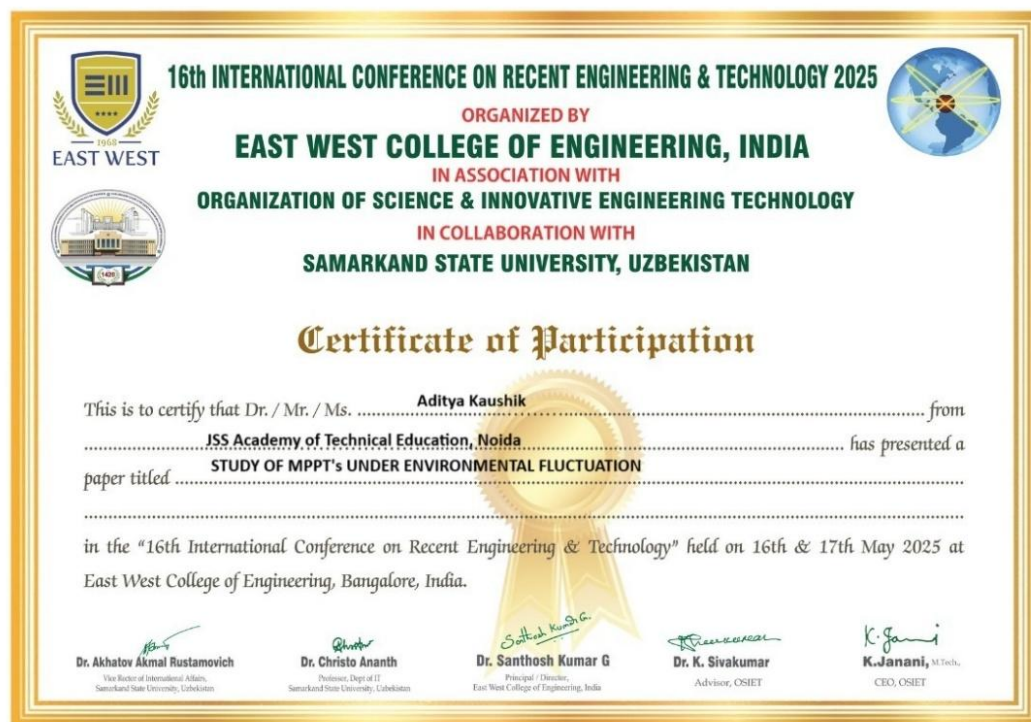 16th INTERNATIONAL CONFERENCE ON RECENT ENGINEERING & TECHNOLOGY 2025
ORGANIZED BY
EAST WEST COLLEGE OF ENGINEERING, INDIA
IN ASSOCIATION WITH
ORGANIZATION OF SCIENCE & INNOVATIVE ENGINEERING TECHNOLOGY
IN COLLABORATION WITH
SAMARKAND STATE UNIVERSITY, UZBEKISTAN
1968
EAST WEST
1420
Certificate of Participation
This is to certify that Dr. / Mr. / Ms. Aditya Kaushik from
JSS Academy of Technical Education, Noida has presented a
paper titled STUDY OF MPPT's UNDER ENVIRONMENTAL FLUCTUATION
in the "16th International Conference on Recent Engineering & Technology" held on 16th & 17th May 2025 at
East West College of Engineering, Bangalore, India.
Santhosh Kumar G.
K. Janani
Dr. Akhatov Akmal Rustamovich
Vice Rector of International Affairs,
Samarkand State University, Uzbekistan
Dr. Christo Ananth
Professor, Dept of IT
Samarkand State University, Uzbekistan
Dr. Santhosh Kumar G
Principal / Director,
East West College of Engineering, India
Dr. K. Sivakumar
Advisor, OSIET
K.Janani, M.Tech.,
CEO, OSIET